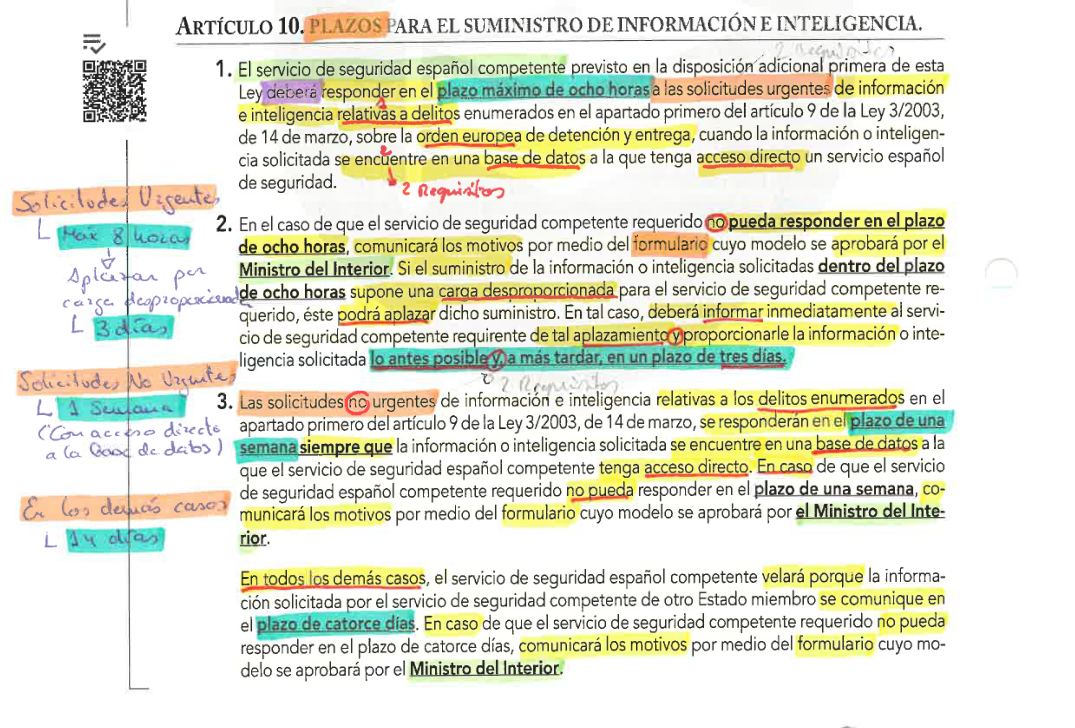 ARTÍCULO 10. PLAZOS PARA EL SUMINISTRO DE INFORMACIÓN E INTELIGENCIA.
2 Requisitos
1. El servicio de seguridad español competente previsto en la disposición adicional primera de esta
Ley deberá responder en el plazo máximo de ocho horas a las solicitudes urgentes de información
e inteligencia relativas a delitos enumerados en el apartado primero del artículo 9 de la Ley 3/2003,
de 14 de marzo, sobre la orden europea de detención y entrega, cuando la información o inteligen-
cia solicitada se encuentre en una base de datos a la que tenga acceso directo un servicio español
de seguridad.
2 Requisitos
Solicitudes Urgentes
Máx 8 horas
Aplazar por
carga desproporcionada
3 días
2. En el caso de que el servicio de seguridad competente requerido no pueda responder en el plazo
de ocho horas, comunicará los motivos por medio del formulario cuyo modelo se aprobará por el
Ministro del Interior. Si el suministro de la información o inteligencia solicitadas dentro del plazo
de ocho horas supone una carga desproporcionada para el servicio de seguridad competente re-
querido, éste podrá aplazar dicho suministro. En tal caso, deberá informar inmediatamente al servi-
cio de seguridad competente requirente de tal aplazamiento y proporcionarle la información o inte-
ligencia solicitada lo antes posible y, a más tardar, en un plazo de tres días.
2 Requisitos
Solicitudes No Urgentes
1 Semana
(Con acceso directo
a la base de datos)
En los demás casos
14 días
3. Las solicitudes no urgentes de información e inteligencia relativas a los delitos enumerados en el
apartado primero del artículo 9 de la Ley 3/2003, de 14 de marzo, se responderán en el plazo de una
semana siempre que la información o inteligencia solicitada se encuentre en una base de datos a la
que el servicio de seguridad español competente tenga acceso directo. En caso de que el servicio
de seguridad español competente requerido no pueda responder en el plazo de una semana, co-
municará los motivos por medio del formulario cuyo modelo se aprobará por el Ministro del Inte-
rior.
En todos los demás casos, el servicio de seguridad español competente velará porque la informa-
ción solicitada por el servicio de seguridad competente de otro Estado miembro se comunique en
el plazo de catorce días. En caso de que el servicio de seguridad competente requerido no pueda
responder en el plazo de catorce días, comunicará los motivos por medio del formulario cuyo mo-
delo se aprobará por el Ministro del Interior.